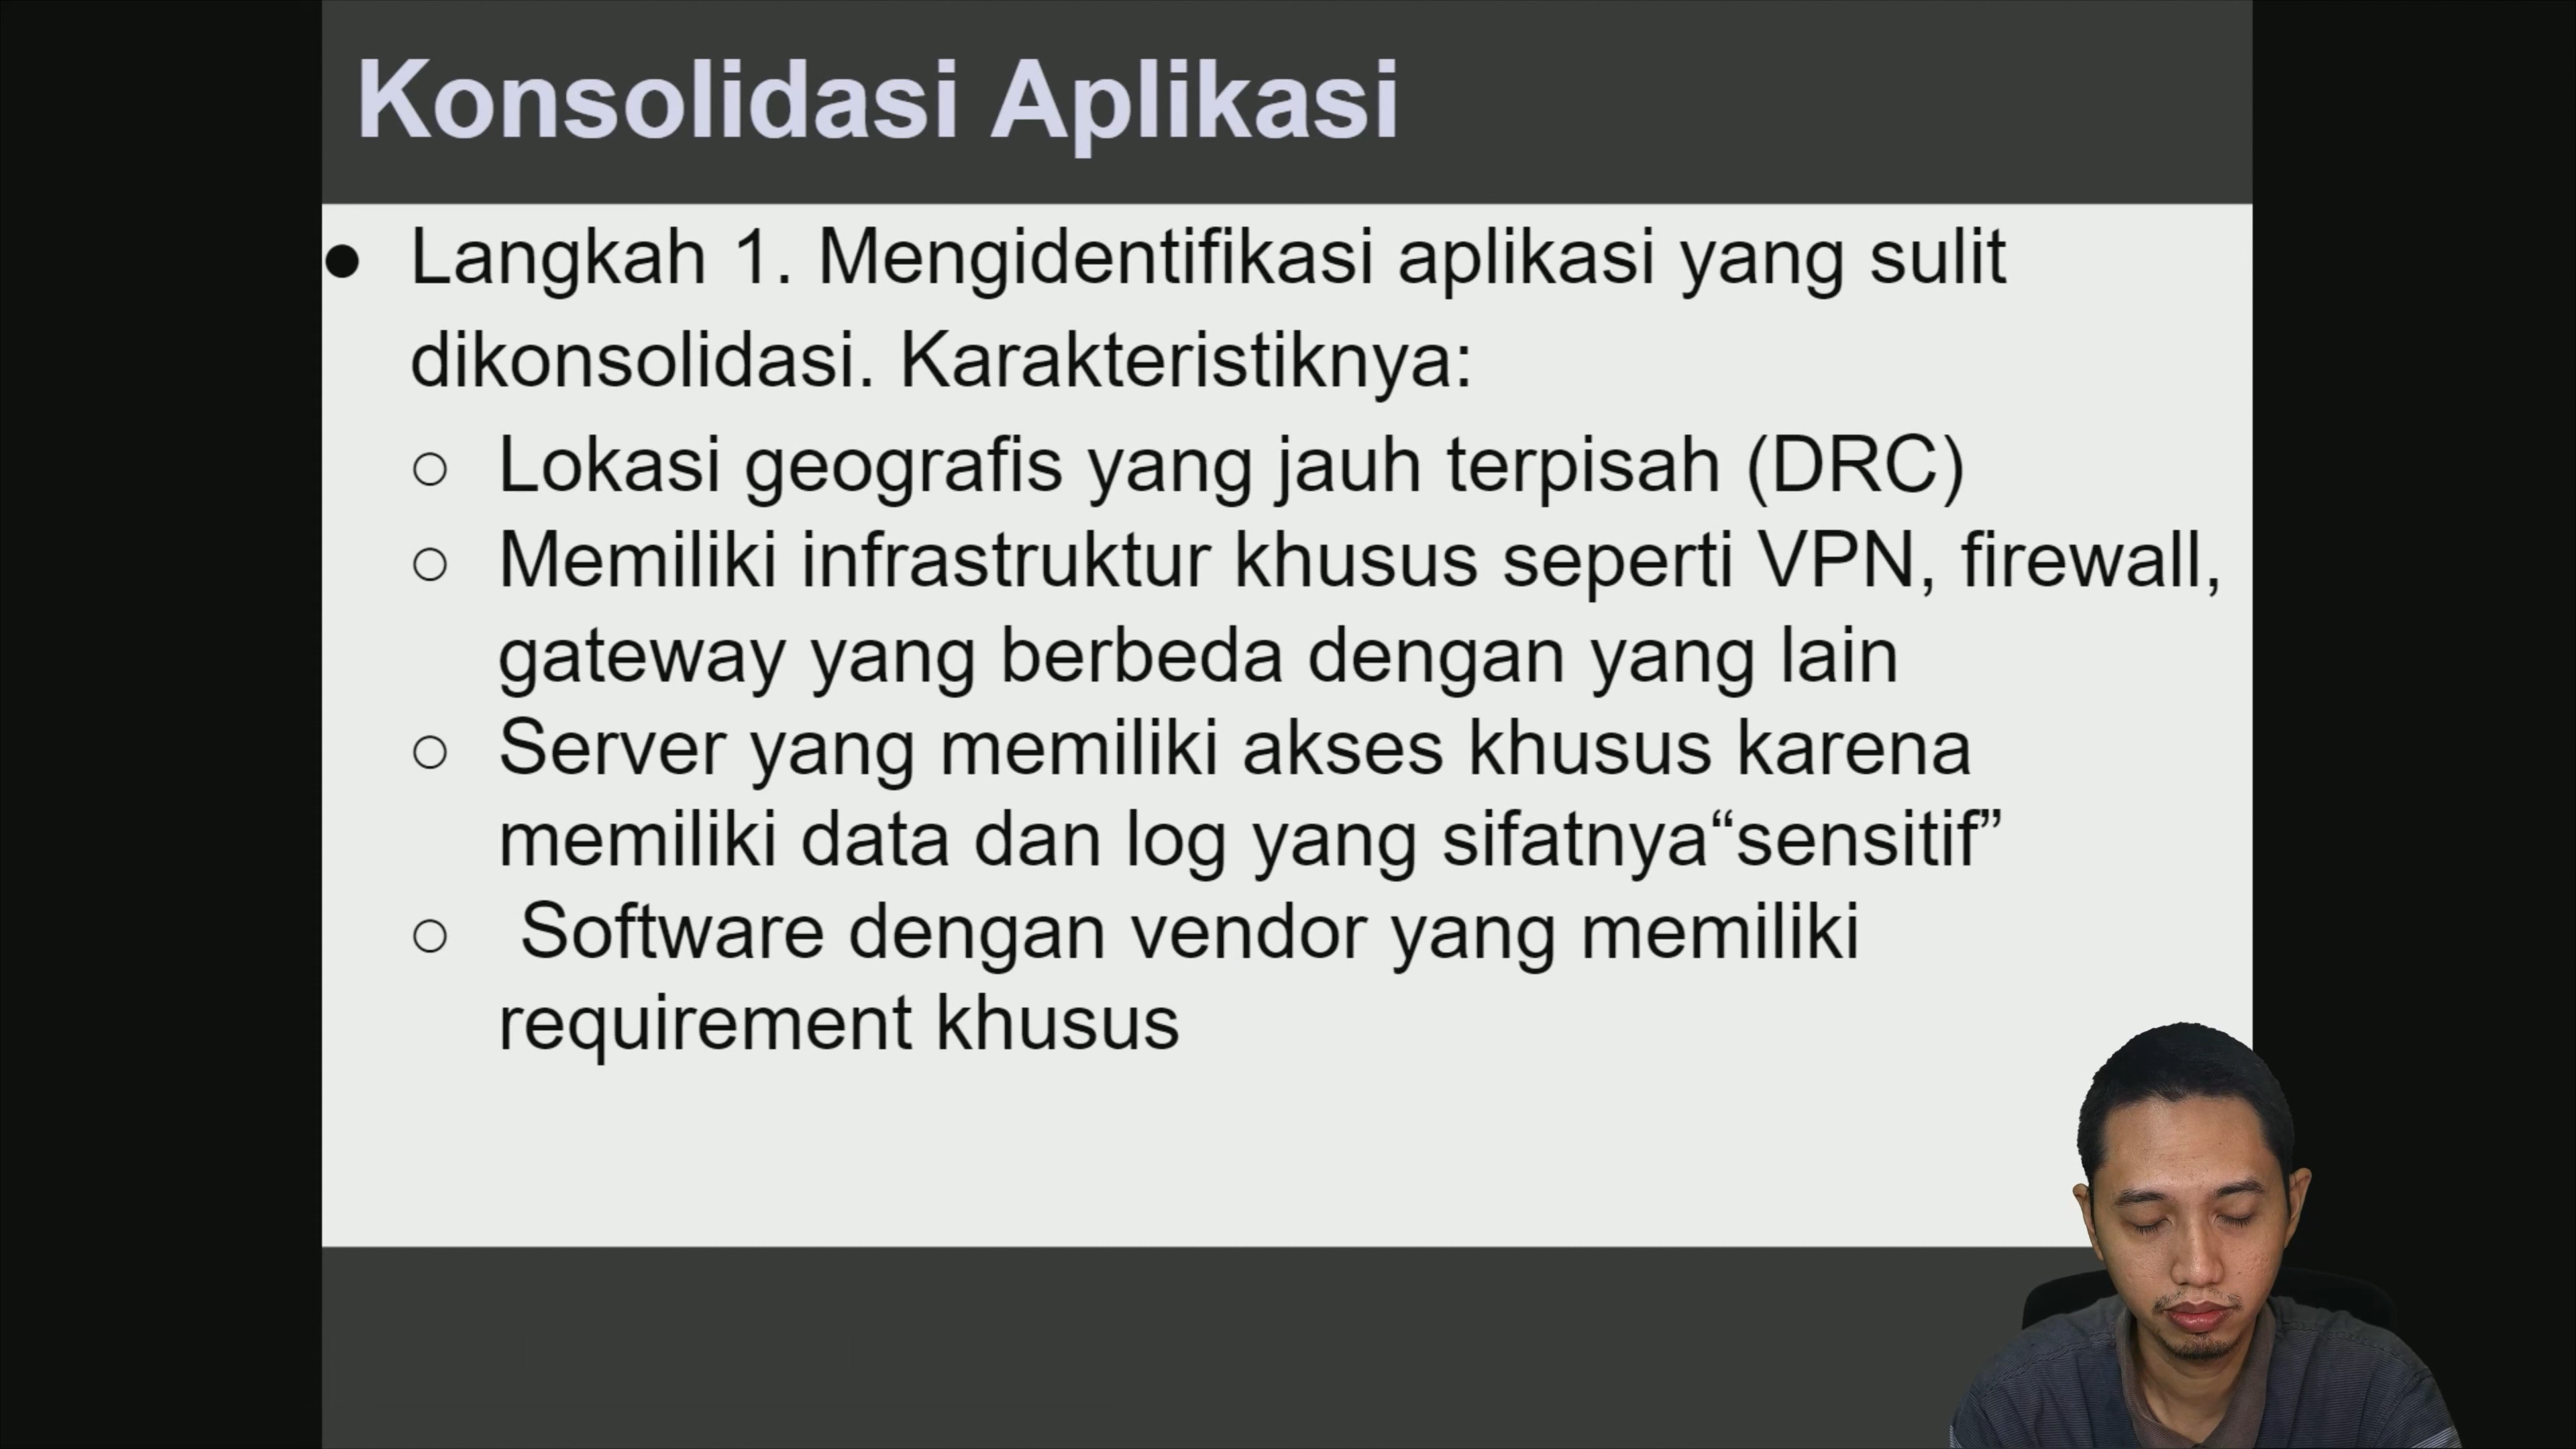 Konsolidasi Aplikasi
● Langkah 1. Mengidentifikasi aplikasi yang sulit
dikonsolidasi. Karakteristiknya:
○ Lokasi geografis yang jauh terpisah (DRC)
○ Memiliki infrastruktur khusus seperti VPN, firewall,
gateway yang berbeda dengan yang lain
○ Server yang memiliki akses khusus karena
memiliki data dan log yang sifatnya“sensitif”
○ Software dengan vendor yang memiliki
requirement khusus